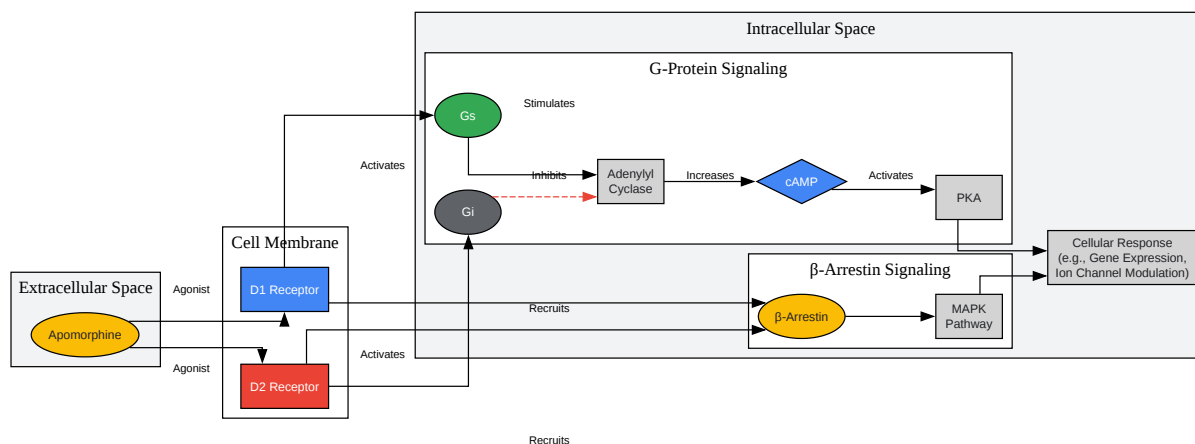 Intracellular Space
G-Protein Signaling
Gs
Stimulates
Activates
Inhibits
Adenylyl
Cyclase
Increases
cAMP
Activates
PKA
Gi
Cell Membrane
Cellular Response
(e.g., Gene Expression,
Ion Channel Modulation)
β-Arrestin Signaling
Extracellular Space
Agonist
D1 Receptor
Recruits
β-Arrestin
MAPK
Pathway
Apomorphine
Agonist
Activates
D2 Receptor
Recruits